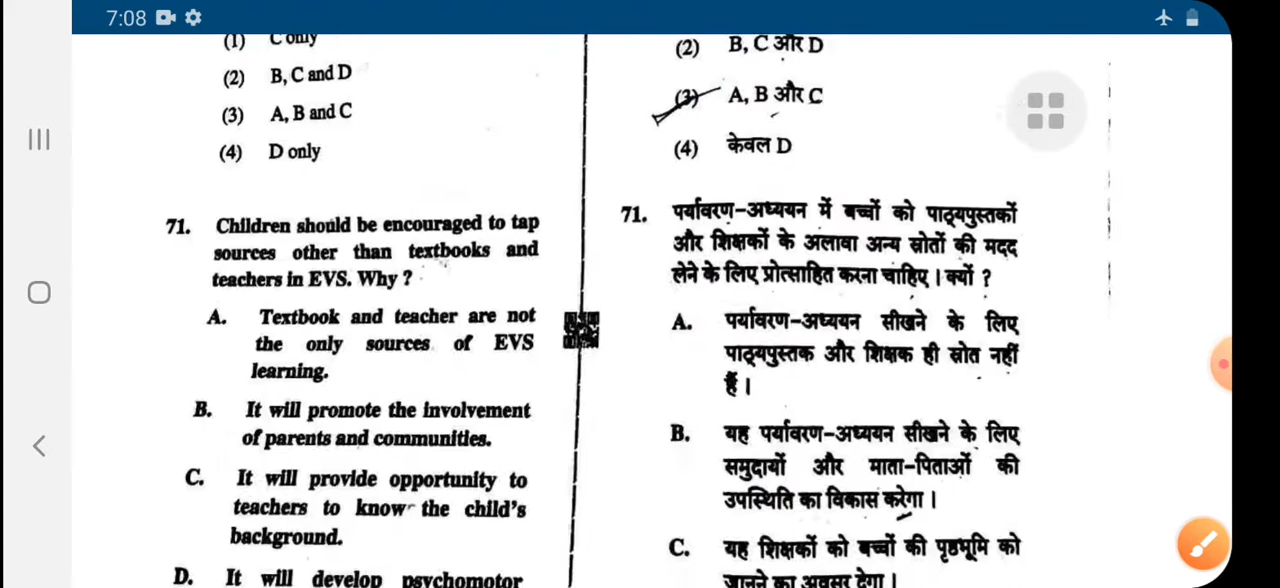 7:08
(1) C only
(2) B, C and D
(3) A, B and C
(4) D only
71. Children should be encouraged to tap
sources other than textbooks and
teachers in EVS. Why ?
A. Textbook and teacher are not
the only sources of EVS
learning.
B. It will promote the involvement
of parents and communities.
C. It will provide opportunity to
teachers to know the child's
background.
D. It will develop psychomotor
(2) B, C और D
(3) A, B और C
(4) केवल D
71. पर्यावरण-अध्ययन में बच्चों को पाठ्यपुस्तकों
और शिक्षकों के अलावा अन्य स्रोतों की मदद
लेने के लिए प्रोत्साहित करना चाहिए । क्यों ?
A. पर्यावरण-अध्ययन सीखने के लिए
पाठ्यपुस्तक और शिक्षक ही स्रोत नहीं
हैं ।
B. यह पर्यावरण-अध्ययन सीखने के लिए
समुदायों और माता-पिताओं की
उपस्थिति का विकास करेगा ।
C. यह शिक्षकों को बच्चों की पृष्ठभूमि को
जानने का अवसर देगा ।